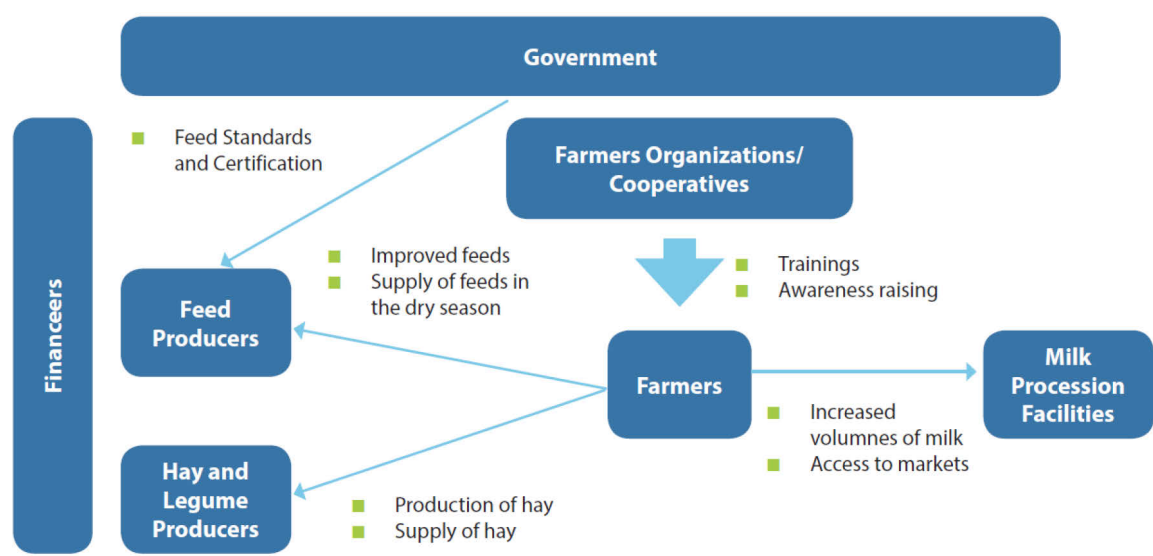 Government
Financeers
Feed Standards
and Certification
Farmers Organizations/
Cooperatives
Improved feeds
Supply of feeds in
the dry season
Trainings
Awareness raising
Feed
Producers
Farmers
Milk
Procession
Facilities
Increased
volumnes of milk
Access to markets
Hay and
Legume
Producers
Production of hay
Supply of hay